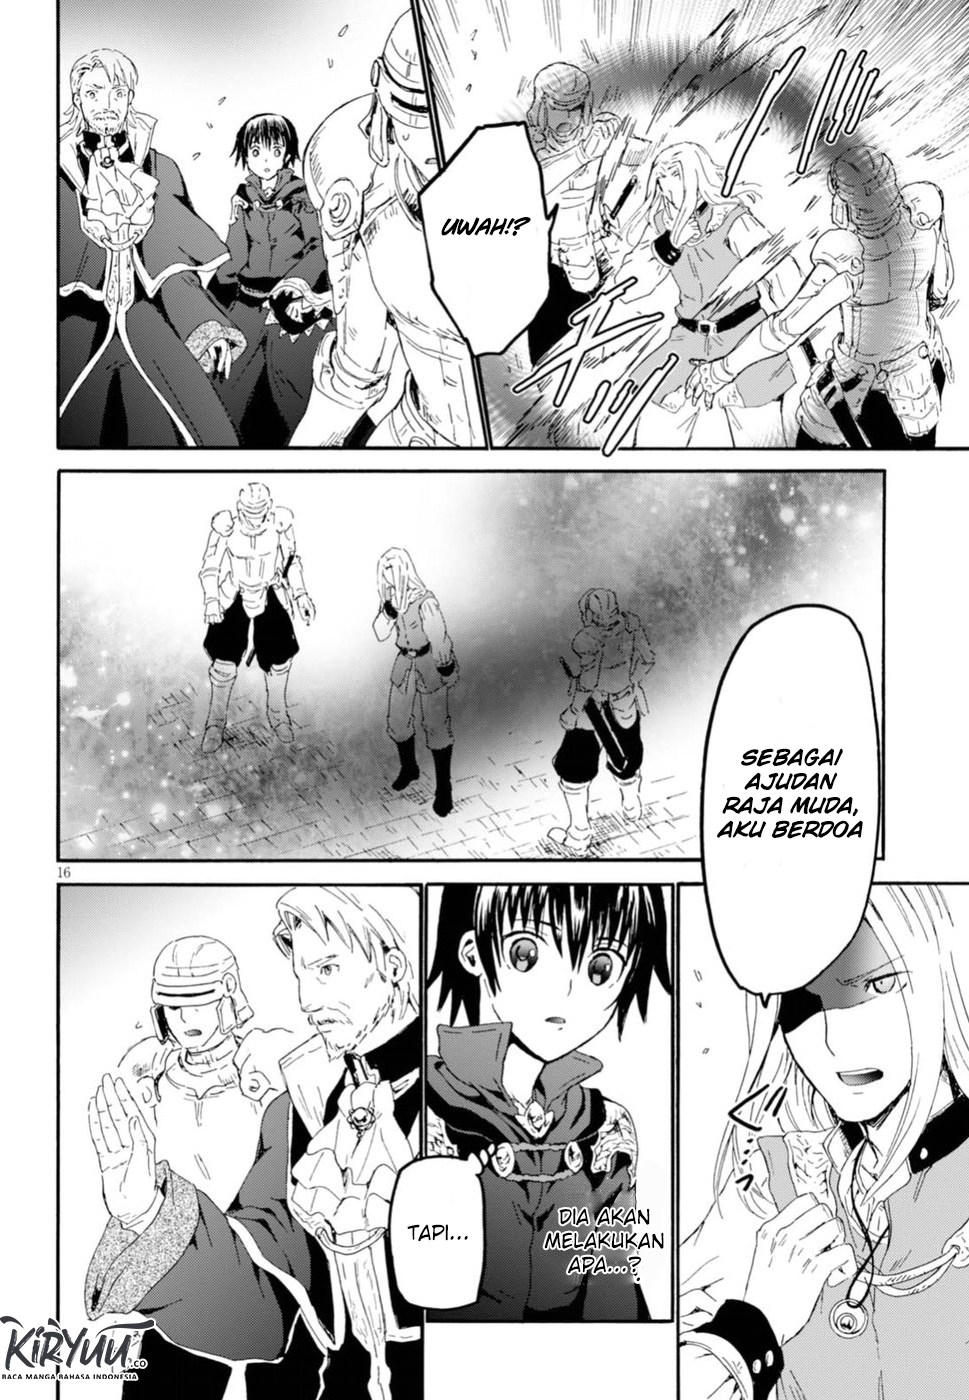 UWAH!?
SEBAGAI
AJUDAN
RAJA MUDA,
AKU BERDOA
16
DIA AKAN
MELAKUKAN
APA...?
TAPI...
KIRYUU.CO
BACA MANGA BAHASA INDONESIA